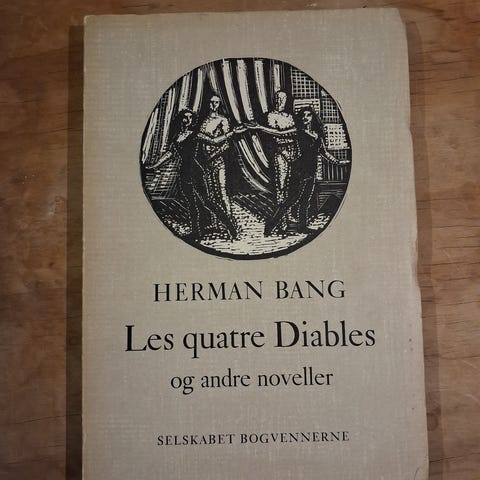 HERMAN BANG
Les quatre Diables
og andre noveller
SELSKABET BOGVENNERNE